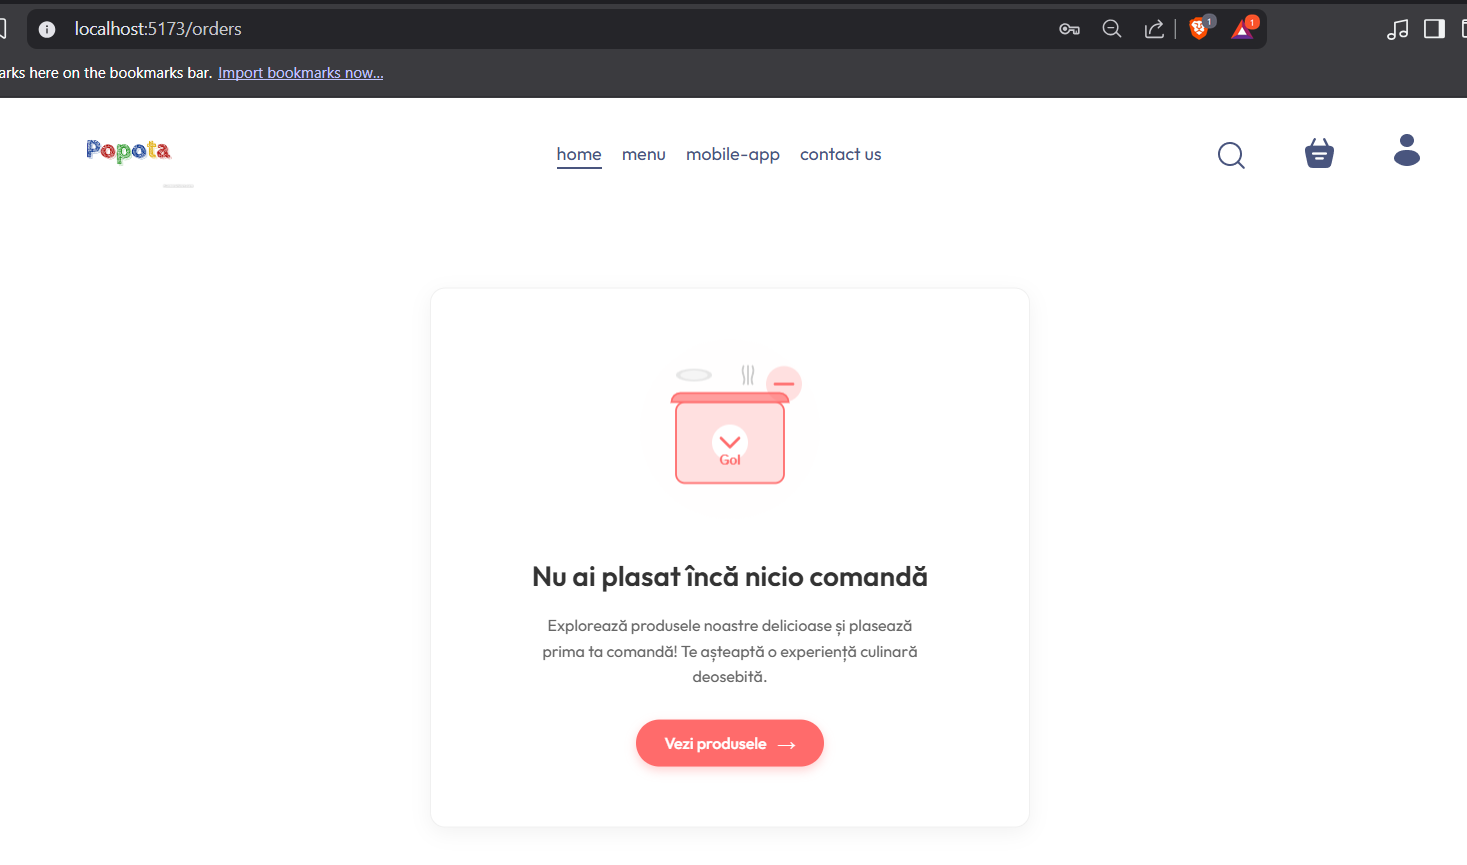 localhost:5173/orders
1
1
arks here on the bookmarks bar. Import bookmarks now...
Popota
home menu mobile-app contact us
Gol
Nu ai plasat încă nicio comandă
Explorează produsele noastre delicioase și plasează
prima ta comandă! Te așteaptă o experiență culinară
deosebită.
Vezi produsele →